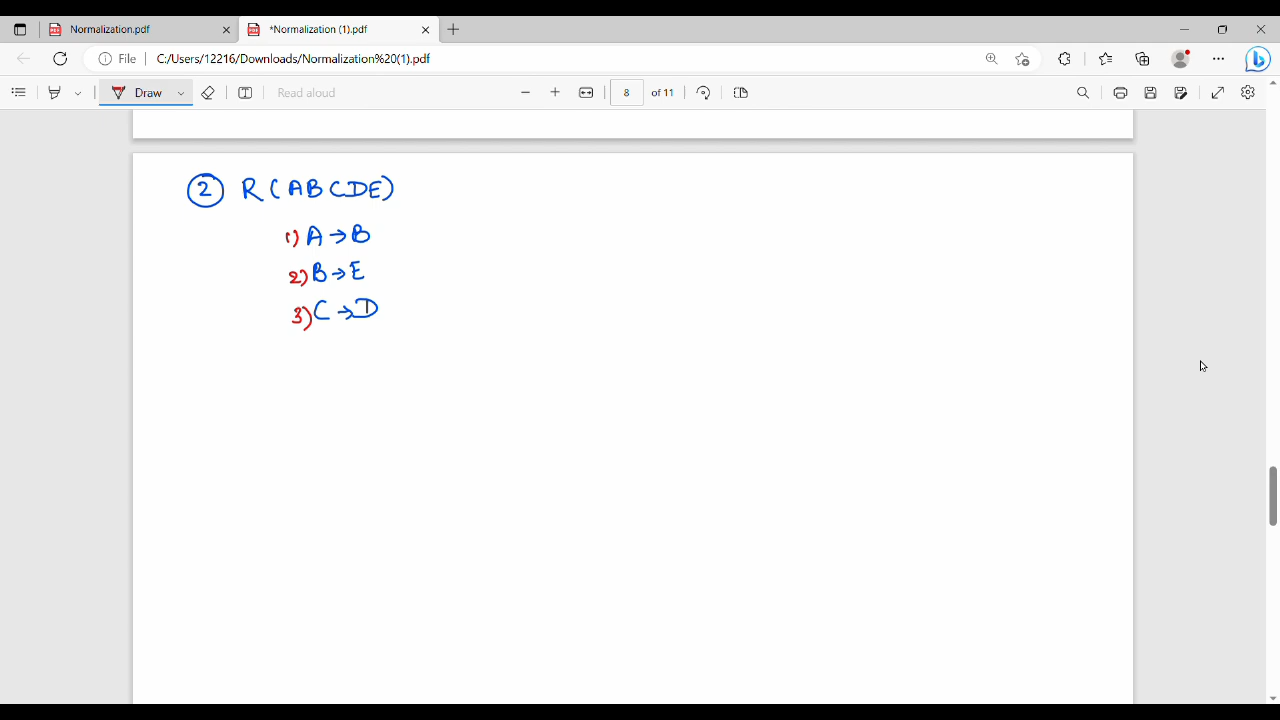 Normalization.pdf
*Normalization (1).pdf
File
C:/Users/12216/Downloads/Normalization%20(1).pdf
Draw
Read aloud
8 of 11
2 R(ABCDE)
1) A→B
2) B→E
3) C→D